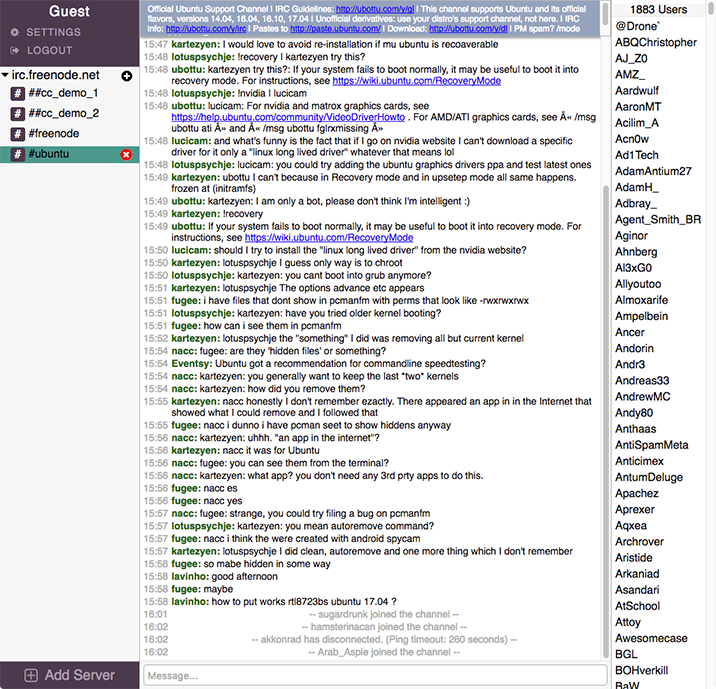 Guest
SETTINGS
LOGOUT
irc.freenode.net
##cc_demo_1
##cc_demo_2
#freenode
#ubuntu
Add Server
Official Ubuntu Support Channel | IRC Guidelines: http://ubottu.com/y/gl | This channel supports Ubuntu and its official
flavors, versions 14.04, 16.04, 16.10, 17.04 | Unofficial derivatives: use your distro's support channel, not here. | IRC
info: http://ubottu.com/y/irc | Pastes to http://paste.ubuntu.com/ | Download: http://ubottu.com/y/dl | PM spam? /mode
15:47 kartezyen: I would love to avoid re-installation if mu ubuntu is recoaverable
15:48 lotuspsychje: !recovery | kartezyen try this?
15:48 ubottu: kartezyen try this?: If your system fails to boot normally, it may be useful to boot it into
recovery mode. For instructions, see https://wiki.ubuntu.com/RecoveryMode
15:48 lotuspsychje: !nvidia | lucicam
15:48 ubottu: lucicam: For nvidia and matrox graphics cards, see
https://help.ubuntu.com/community/VideoDriverHowto . For AMD/ATI graphics cards, see Â« /msg
ubottu ati Â» and Â« /msg ubottu fglrxmissing Â»
15:48 lucicam: and what's funny is the fact that if I go on nvidia website I can't download a specific
driver for it only a "linux long lived driver" whatever that means lol
15:48 lotuspsychje: lucicam: you could try adding the ubuntu graphics drivers ppa and test latest ones
15:49 kartezyen: ubottu I can't because in Recovery mode and in upsetep mode all same happens.
frozen at (initramfs)
15:49 ubottu: kartezyen: I am only a bot, please don't think I'm intelligent :)
15:49 kartezyen: !recovery
15:49 ubottu: If your system fails to boot normally, it may be useful to boot it into recovery mode. For
instructions, see https://wiki.ubuntu.com/RecoveryMode
15:50 lucicam: should I try to install the "linux long lived driver" from the nvidia website?
15:50 kartezyen: lotuspsychje I guess only way is to chroot
15:50 lotuspsychje: kartezyen: you cant boot into grub anymore?
15:51 kartezyen: lotuspsychje The options advance etc appears
15:51 fugee: i have files that dont show in pcmanfm with perms that look like -rwxrwxrwx
15:51 lotuspsychje: kartezyen: have you tried older kernel booting?
15:51 fugee: how can i see them in pcmanfm
15:52 kartezyen: lotuspsychje the "something" I did was removing all but current kernel
15:54 nacc: fugee: are they 'hidden files' or something?
15:54 Eventsy: Ubuntu got a recommendation for commandline speedtesting?
15:54 nacc: kartezyen: you generally want to keep the last *two* kernels
15:54 nacc: kartezyen: how did you remove them?
15:55 kartezyen: nacc honestly I don't remember exactly. There appeared an app in in the Internet that
showed what I could remove and I followed that
15:55 fugee: nacc i dunno i have pcman seet to show hiddens anyway
15:56 nacc: kartezyen: uhhh. "an app in the internet"?
15:56 kartezyen: nacc it was for Ubuntu
15:56 nacc: fugee: you can see them from the terminal?
15:56 nacc: kartezyen: what app? you don't need any 3rd prty apps to do this.
15:56 fugee: nacc es
15:56 fugee: nacc yes
15:57 nacc: fugee: strange, you could try filing a bug on pcmanfm
15:57 lotuspsychje: kartezyen: you mean autoremove command?
15:57 fugee: nacc i think the were created with android spycam
15:57 kartezyen: lotuspsychje I did clean, autoremove and one more thing which I don't remember
15:58 fugee: so mabe hidden in some way
15:58 lavinho: good afternoon
15:58 fugee: maybe
15:58 lavinho: how to put works rtl8723bs ubuntu 17.04 ?
16:01 -- sugardrunk joined the channel --
16:02 -- hamsterinacan joined the channel --
16:02 -- akkonrad has disconnected. (Ping timeout: 260 seconds) --
16:02 -- Arab_Aspie joined the channel --
Message...
1883 Users
@Drone`
ABQChristopher
AJ_Z0
AMZ_
Aardwulf
AaronMT
Acilim_A
Acn0w
Ad1Tech
AdamAntium27
AdamH_
Adbray_
Agent_Smith_BR
Aginor
Ahnberg
Al3xG0
Allyoutoo
Almoxarife
Ampelbein
Ancer
Andorin
Andr3
Andreas33
AndrewMC
Andy80
Anthaas
AntiSpamMeta
Anticimex
AntumDeluge
Apachez
Aprexer
Aqxea
Archrover
Aristide
Arkaniad
Asandari
AtSchool
Attoy
Awesomecase
BGL
BOHverkill
BaW